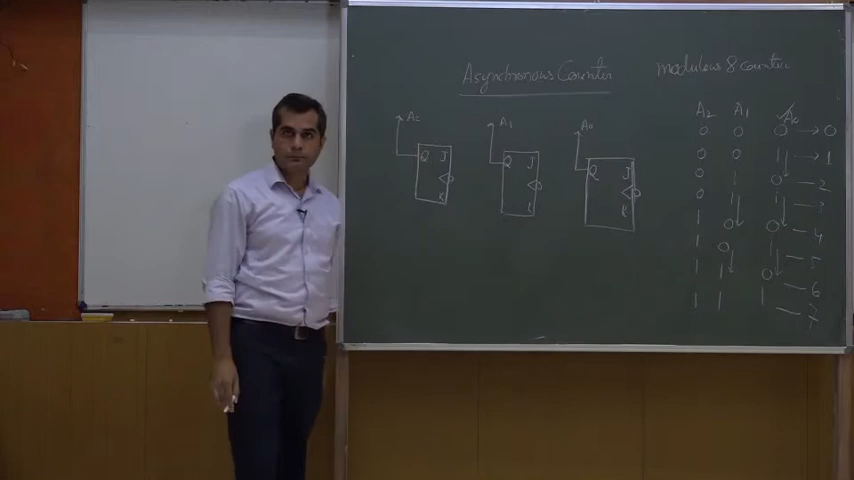 Asynchronous Counter
modulous 8 counter
A2 A1 A0
A2 A1 A0
0 0 0 → 0
0 0 1 → 1
0 1 0 - 2
0 1 1 → 3
1 0 0 - 4
1 0 1 - 5
1 1 0 - 6
1 1 1 - 7
Q J Q J Q J
K K K